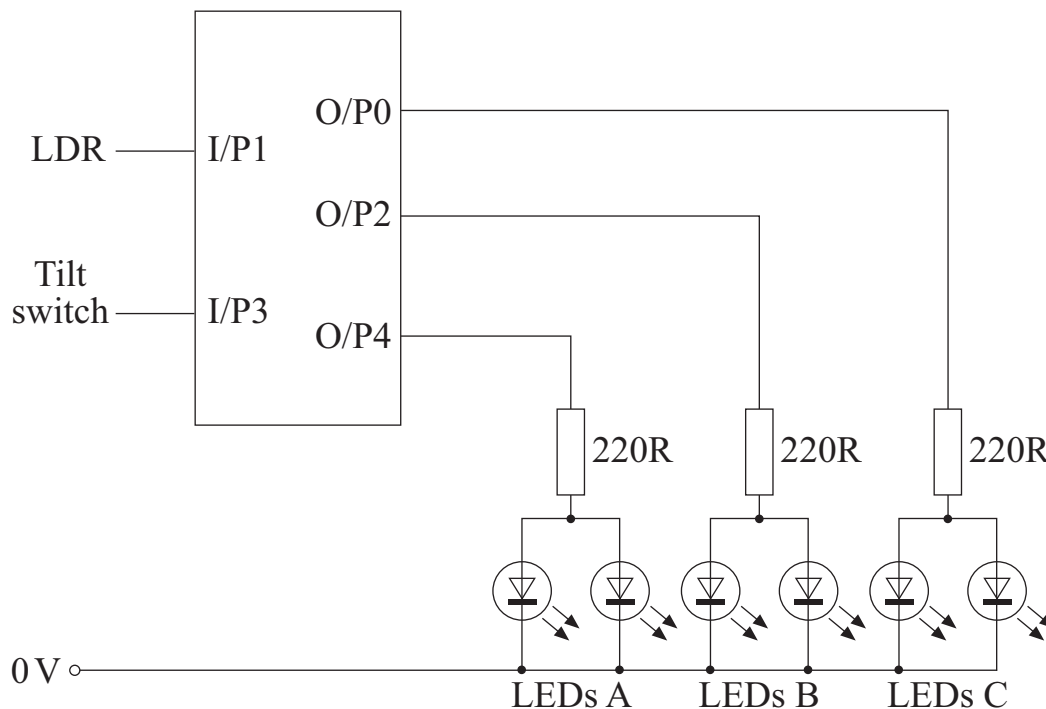 O/P0
LDR
I/P1
O/P2
Tilt
switch
I/P3
O/P4
220R
220R
220R
0 V
LEDs A
LEDs B
LEDs C